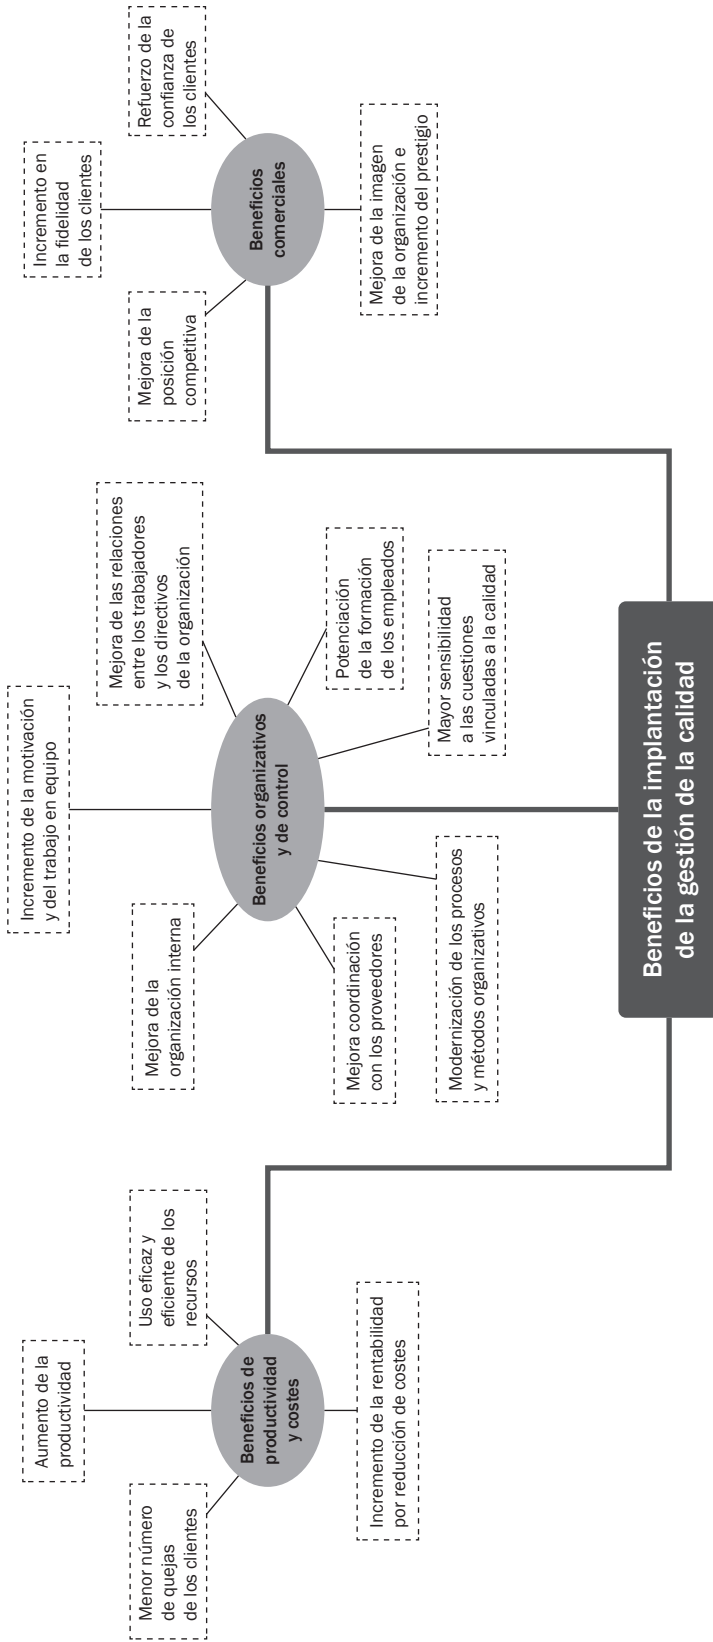 Aumento de la
productividad
Menor número
de quejas
de los clientes
Uso eficaz y
eficiente de los
recursos
Beneficios de
productividad
y costes
Incremento de la rentabilidad
por reducción de costes
Incremento de la motivación
y del trabajo en equipo
Mejora de la
organización interna
Mejora de las relaciones
entre los trabajadores
y los directivos
de la organización
Beneficios organizativos
y de control
Mejora coordinación
con los proveedores
Potenciación
de la formación
de los empleados
Modernización de los procesos
y métodos organizativos
Mayor sensibilidad
a las cuestiones
vinculadas a la calidad
Incremento en
la fidelidad
de los clientes
Mejora de la
posición
competitiva
Refuerzo de la
confianza de
los clientes
Beneficios
comerciales
Mejora de la imagen
de la organización e
incremento del prestigio
Beneficios de la implantación
de la gestión de la calidad